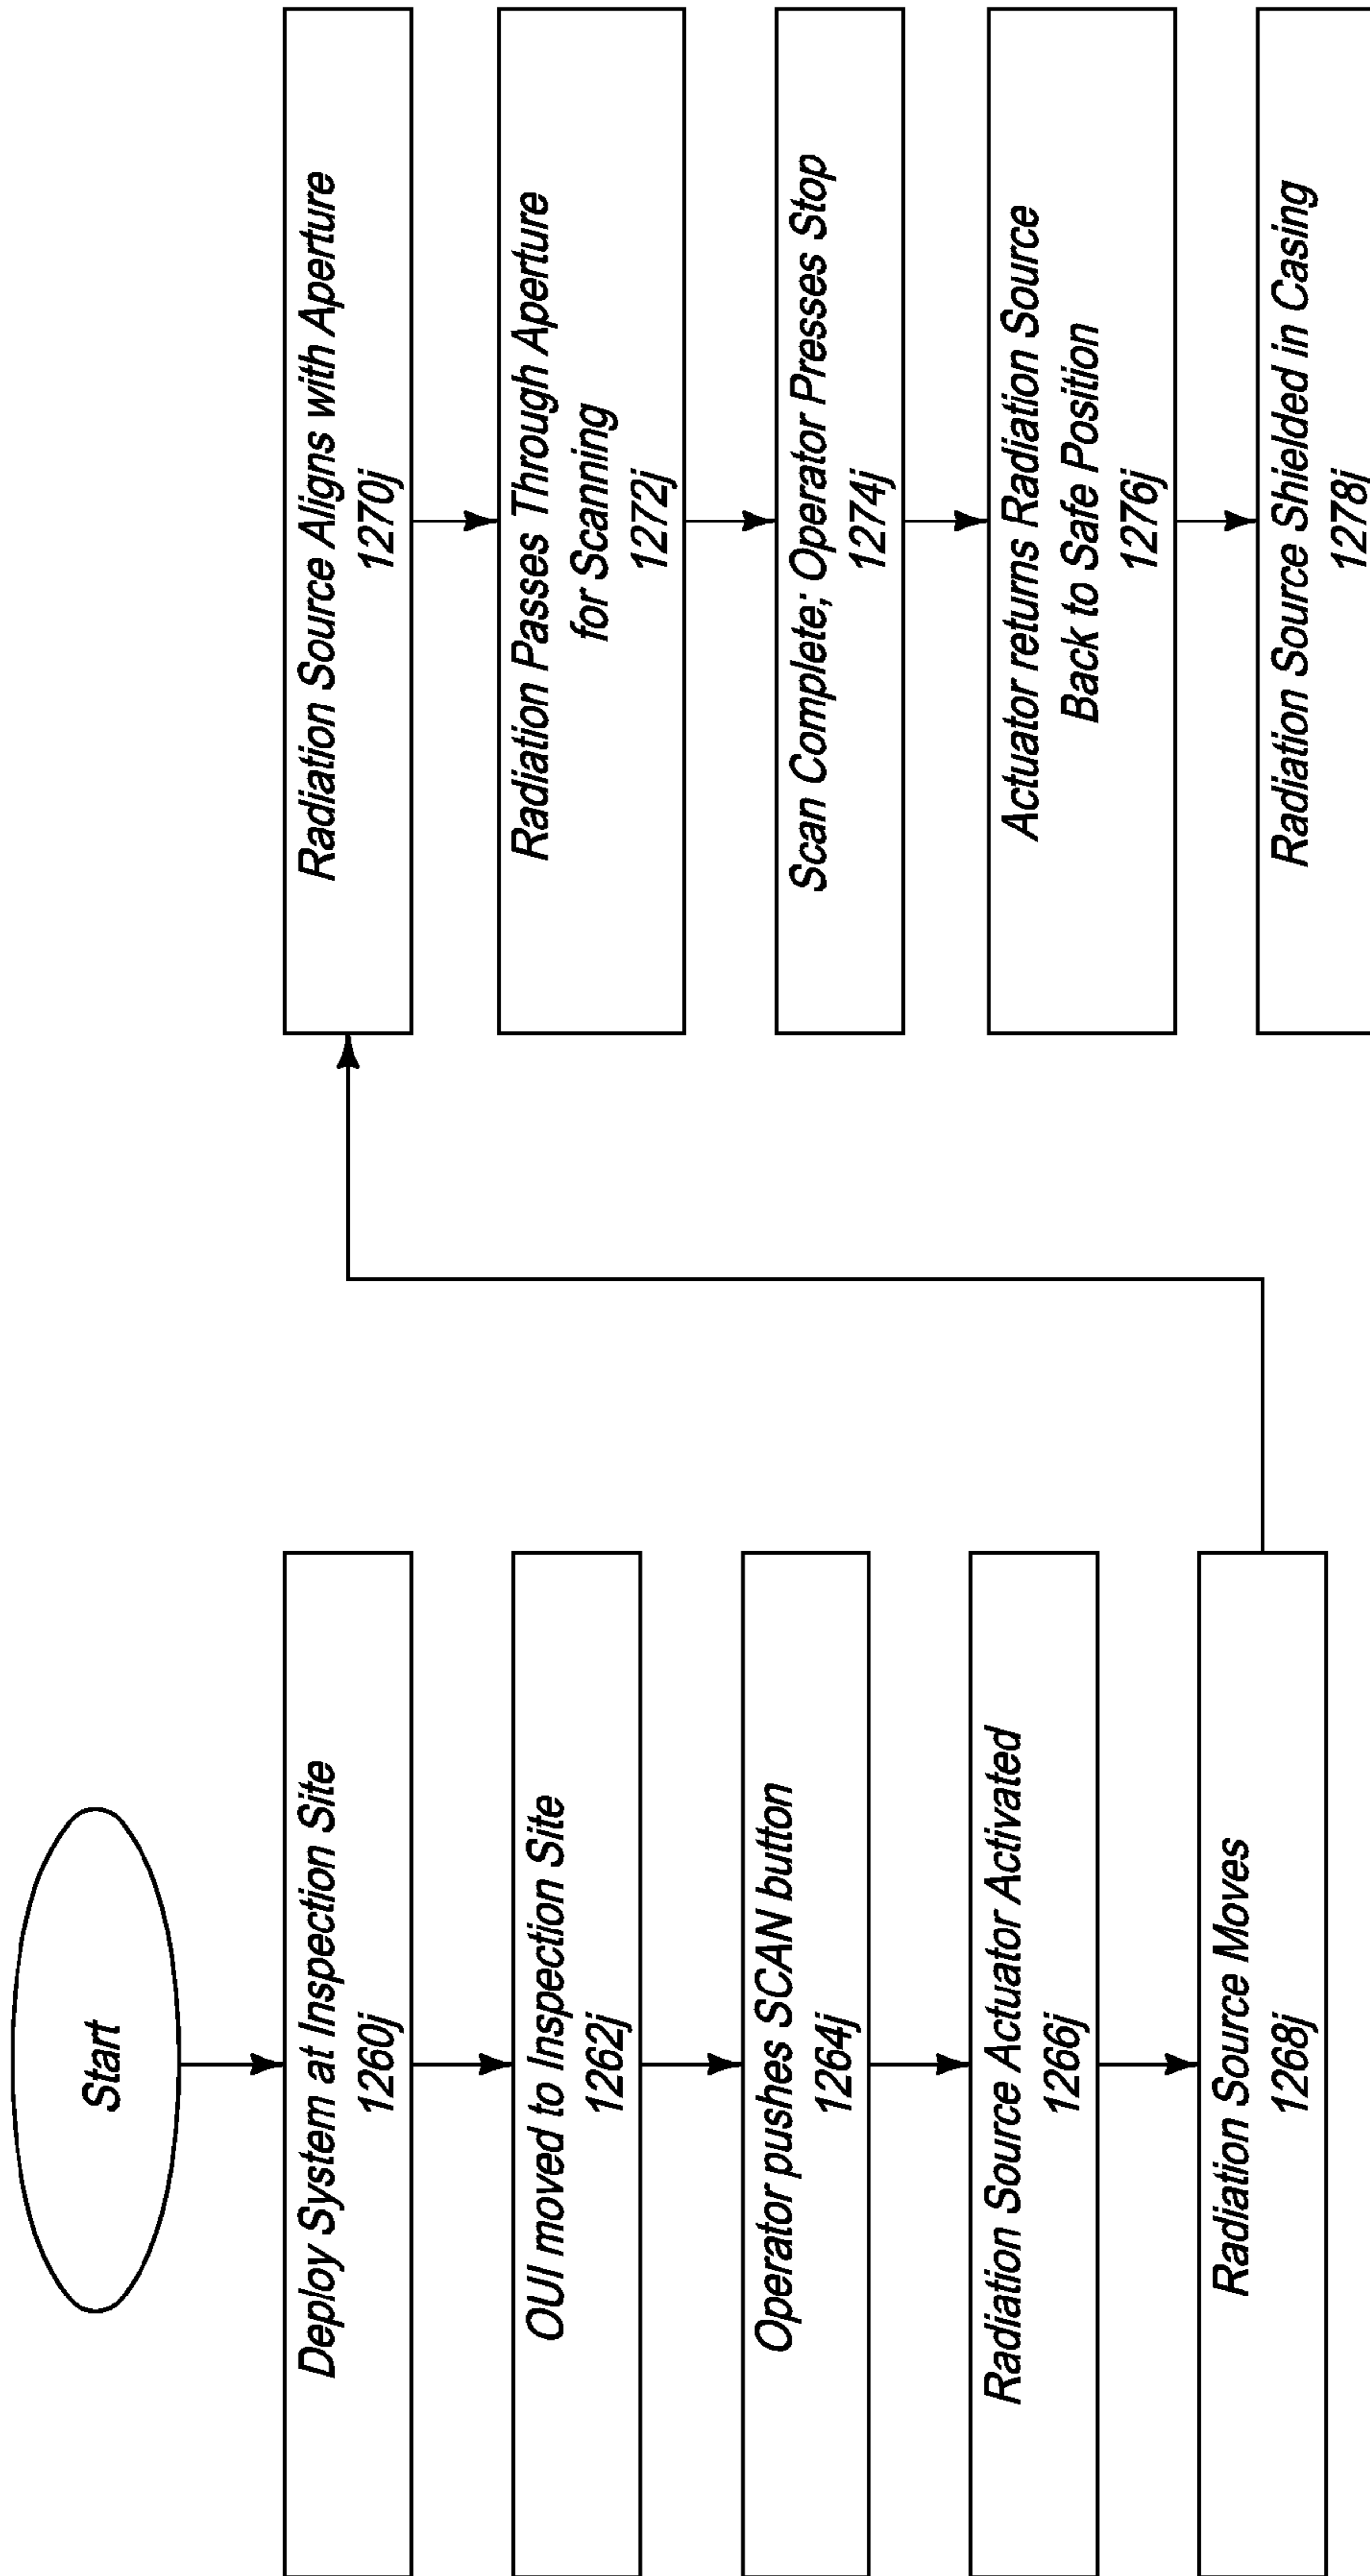 Start
Deploy System at Inspection Site
1260j
OUI moved to Inspection Site
1262j
Operator pushes SCAN button
1264j
Radiation Source Actuator Activated
1266j
Radiation Source Moves
1268j
Radiation Source Aligns with Aperture
1270j
Radiation Passes Through Aperture
for Scanning
1272j
Scan Complete; Operator Presses Stop
1274j
Actuator returns Radiation Source
Back to Safe Position
1276j
Radiation Source Shielded in Casing
1278j